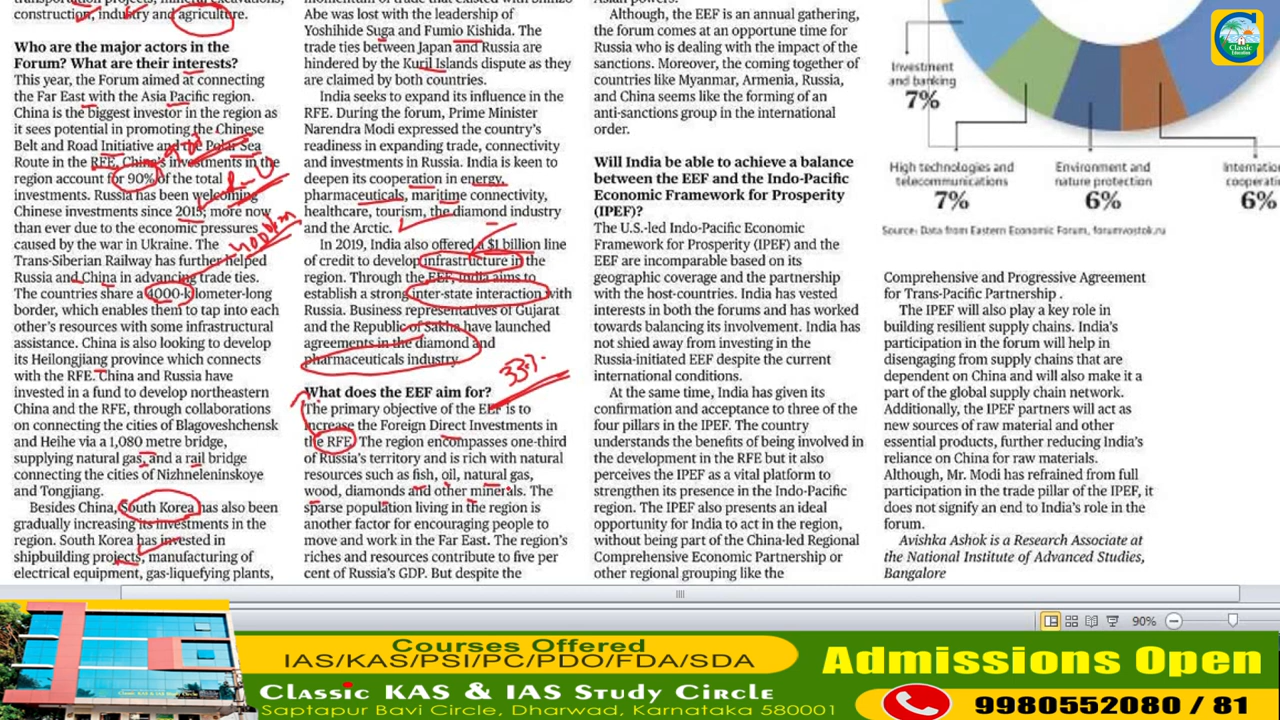 transportation projects, mineral excavations,
construction, industry and agriculture.
Who are the major actors in the
Forum? What are their interests?
This year, the Forum aimed at connecting
the Far East with the Asia Pacific region.
China is the biggest investor in the region as
it sees potential in promoting the Chinese
Belt and Road Initiative and the Polar Sea
Route in the RFE. China's investments in the
region account for 90% of the total
investments. Russia has been welcoming
Chinese investments since 2015; more now
than ever due to the economic pressures
caused by the war in Ukraine. The
Trans-Siberian Railway has further helped
Russia and China in advancing trade ties.
The countries share a 4000-kilometer-long
border, which enables them to tap into each
other's resources with some infrastructural
assistance. China is also looking to develop
its Heilongjiang province which connects
with the RFE. China and Russia have
invested in a fund to develop northeastern
China and the RFE, through collaborations
on connecting the cities of Blagoveshchensk
and Heihe via a 1,080 metre bridge,
supplying natural gas, and a rail bridge
connecting the cities of Nizhneleninskoye
and Tongjiang.
Besides China, South Korea has also been
gradually increasing its investments in the
region. South Korea has invested in
shipbuilding projects, manufacturing of
electrical equipment, gas-liquefying plants,
momentum of trade that existed with Shinzo
Abe was lost with the leadership of
Yoshihide Suga and Fumio Kishida. The
trade ties between Japan and Russia are
hindered by the Kuril Islands dispute as they
are claimed by both countries.
India seeks to expand its influence in the
RFE. During the forum, Prime Minister
Narendra Modi expressed the country's
readiness in expanding trade, connectivity
and investments in Russia. India is keen to
deepen its cooperation in energy,
pharmaceuticals, maritime connectivity,
healthcare, tourism, the diamond industry
and the Arctic.
In 2019, India also offered a $1 billion line
of credit to develop infrastructure in the
region. Through the EEF, India aims to
establish a strong inter-state interaction with
Russia. Business representatives of Gujarat
and the Republic of Sakha have launched
agreements in the diamond and
pharmaceuticals industry.
33%
What does the EEF aim for?
The primary objective of the EEF is to
increase the Foreign Direct Investments in
the RFE. The region encompasses one-third
of Russia's territory and is rich with natural
resources such as fish, oil, natural gas,
wood, diamonds and other minerals. The
sparse population living in the region is
another factor for encouraging people to
move and work in the Far East. The region's
riches and resources contribute to five per
cent of Russia's GDP. But despite the
Asian powers.
Although, the EEF is an annual gathering,
the forum comes at an opportune time for
Russia who is dealing with the impact of the
sanctions. Moreover, the coming together of
countries like Myanmar, Armenia, Russia,
and China seems like the forming of an
anti-sanctions group in the international
order.
Will India be able to achieve a balance
between the EEF and the Indo-Pacific
Economic Framework for Prosperity
(IPEF)?
The U.S.-led Indo-Pacific Economic
Framework for Prosperity (IPEF) and the
EEF are incomparable based on its
geographic coverage and the partnership
with the host-countries. India has vested
interests in both the forums and has worked
towards balancing its involvement. India has
not shied away from investing in the
Russia-initiated EEF despite the current
international conditions.
At the same time, India has given its
confirmation and acceptance to three of the
four pillars in the IPEF. The country
understands the benefits of being involved in
the development in the RFE but it also
perceives the IPEF as a vital platform to
strengthen its presence in the Indo-Pacific
region. The IPEF also presents an ideal
opportunity for India to act in the region,
without being part of the China-led Regional
Comprehensive Economic Partnership or
other regional grouping like the
Investment
and banking
7%
High technologies and
telecommunications
7%
Environment and
nature protection
6%
Internatio
cooperati
6%
Source: Data from Eastern Economic Forum, forumvostok.ru
Comprehensive and Progressive Agreement
for Trans-Pacific Partnership .
The IPEF will also play a key role in
building resilient supply chains. India's
participation in the forum will help in
disengaging from supply chains that are
dependent on China and will also make it a
part of the global supply chain network.
Additionally, the IPEF partners will act as
new sources of raw material and other
essential products, further reducing India's
reliance on China for raw materials.
Although, Mr. Modi has refrained from full
participation in the trade pillar of the IPEF, it
does not signify an end to India's role in the
forum.
Avishka Ashok is a Research Associate at
the National Institute of Advanced Studies,
Bangalore
Classic
Education
90%
Courses Offered
IAS/KAS/PSI/PC/PDO/FDA/SDA
Classic KAS & IAS Study Circle
Saptapur Bavi Circle, Dharwad, Karnataka 580001
Admissions Open
9980552080 / 81